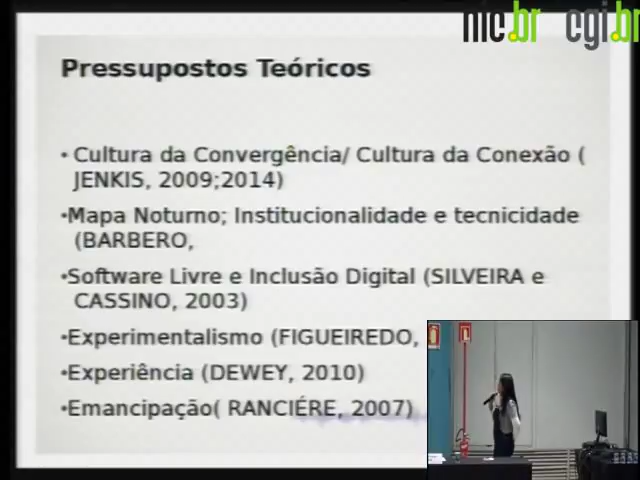 nic.br cgi.br
Pressupostos Teóricos
• Cultura da Convergência/ Cultura da Conexão (
JENKIS, 2009;2014)
•Mapa Noturno; Institucionalidade e tecnicidade
(BARBERO,
•Software Livre e Inclusão Digital (SILVEIRA e
CASSINO, 2003)
•Experimentalismo (FIGUEIREDO,
•Experiência (DEWEY, 2010)
•Emancipação( RANCIÉRE, 2007)